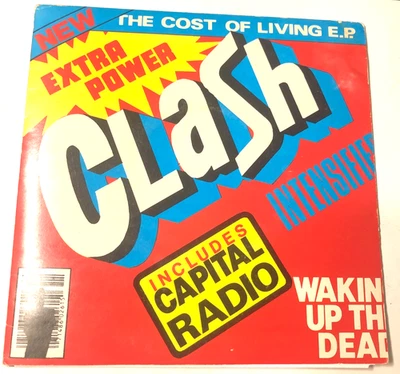 NEW
THE COST OF LIVING E.P.
EXTRA
POWER
CLash
INTENSIFIE
INCLUDES
CAPITAL
RADIO
WAKIN
UP TH
DEAD